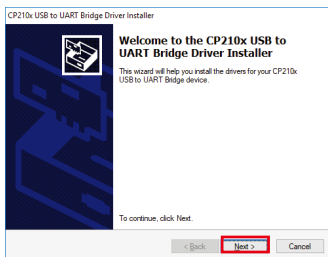 CP210x USB to UART Bridge Driver Installer
Welcome to the CP210x USB to
UART Bridge Driver Installer
This wizard will help you install the drivers for your CP210x
USB to UART Bridge device.
To continue, click Next.
< Back
Next >
Cancel